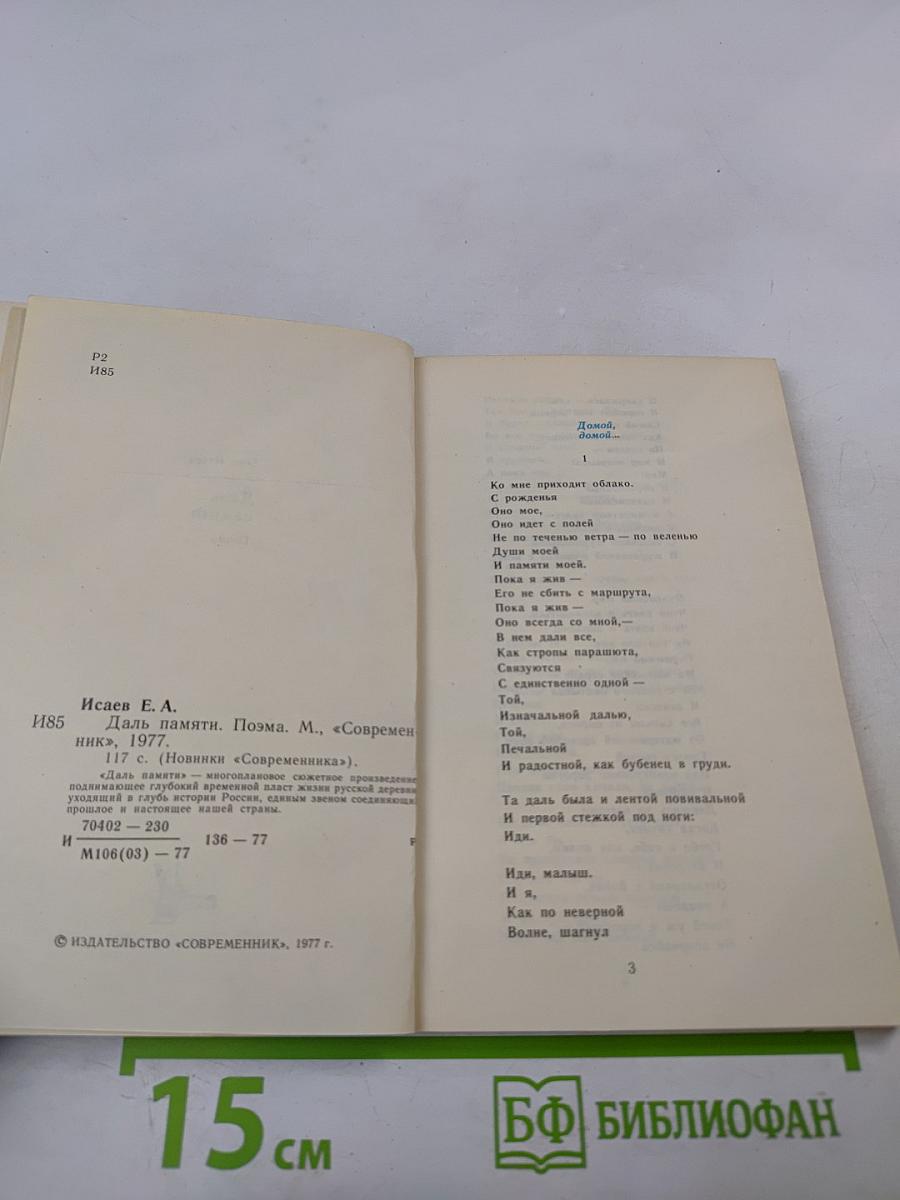 Р2
И85
Исаев Е. А.
И85 Даль памяти. Поэма. М., «Современ-
ник», 1977.
117 с. (Новинки «Современника»).
«Даль памяти» — многоплановое сюжетное произведение
поднимающее глубокий временной пласт жизни русской деревни
уходящий в глубь истории России, единым звеном соединяющий
прошлое и настоящее нашей страны.
70402 — 230
И 136 — 77
М106(03) — 77
© ИЗДАТЕЛЬСТВО «СОВРЕМЕННИК», 1977 г.
Домой,
домой...
1
Ко мне приходит облако.
С рожденья
Оно мое,
Оно идет с полей
Не по теченью ветра — по веленью
Души моей
И памяти моей.
Пока я жив —
Его не сбить с маршрута,
Пока я жив —
Оно всегда со мной,—
В нем дали все,
Как стропы парашюта,
Связуются
С единственно одной —
Той,
Изначальной далью,
Той,
Печальной
И радостной, как бубенец в груди.
Та даль была и лентой повивальной
И первой стежкой под ноги:
Иди.
Иди, малыш.
И я,
Как по неверной
Волне, шагнул
3
15 см
БФ БИБЛИОФАН